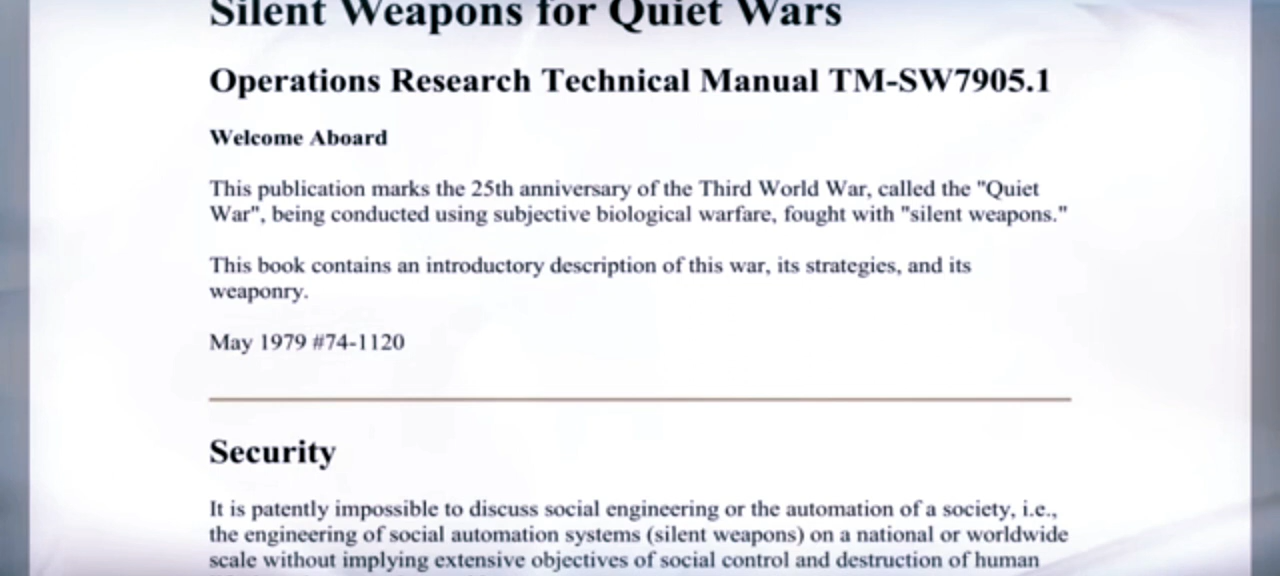 Silent Weapons for Quiet Wars
Operations Research Technical Manual TM-SW7905.1
Welcome Aboard
This publication marks the 25th anniversary of the Third World War, called the "Quiet
War", being conducted using subjective biological warfare, fought with "silent weapons."
This book contains an introductory description of this war, its strategies, and its
weaponry.
May 1979 #74-1120
Security
It is patently impossible to discuss social engineering or the automation of a society, i.e.,
the engineering of social automation systems (silent weapons) on a national or worldwide
scale without implying extensive objectives of social control and destruction of human